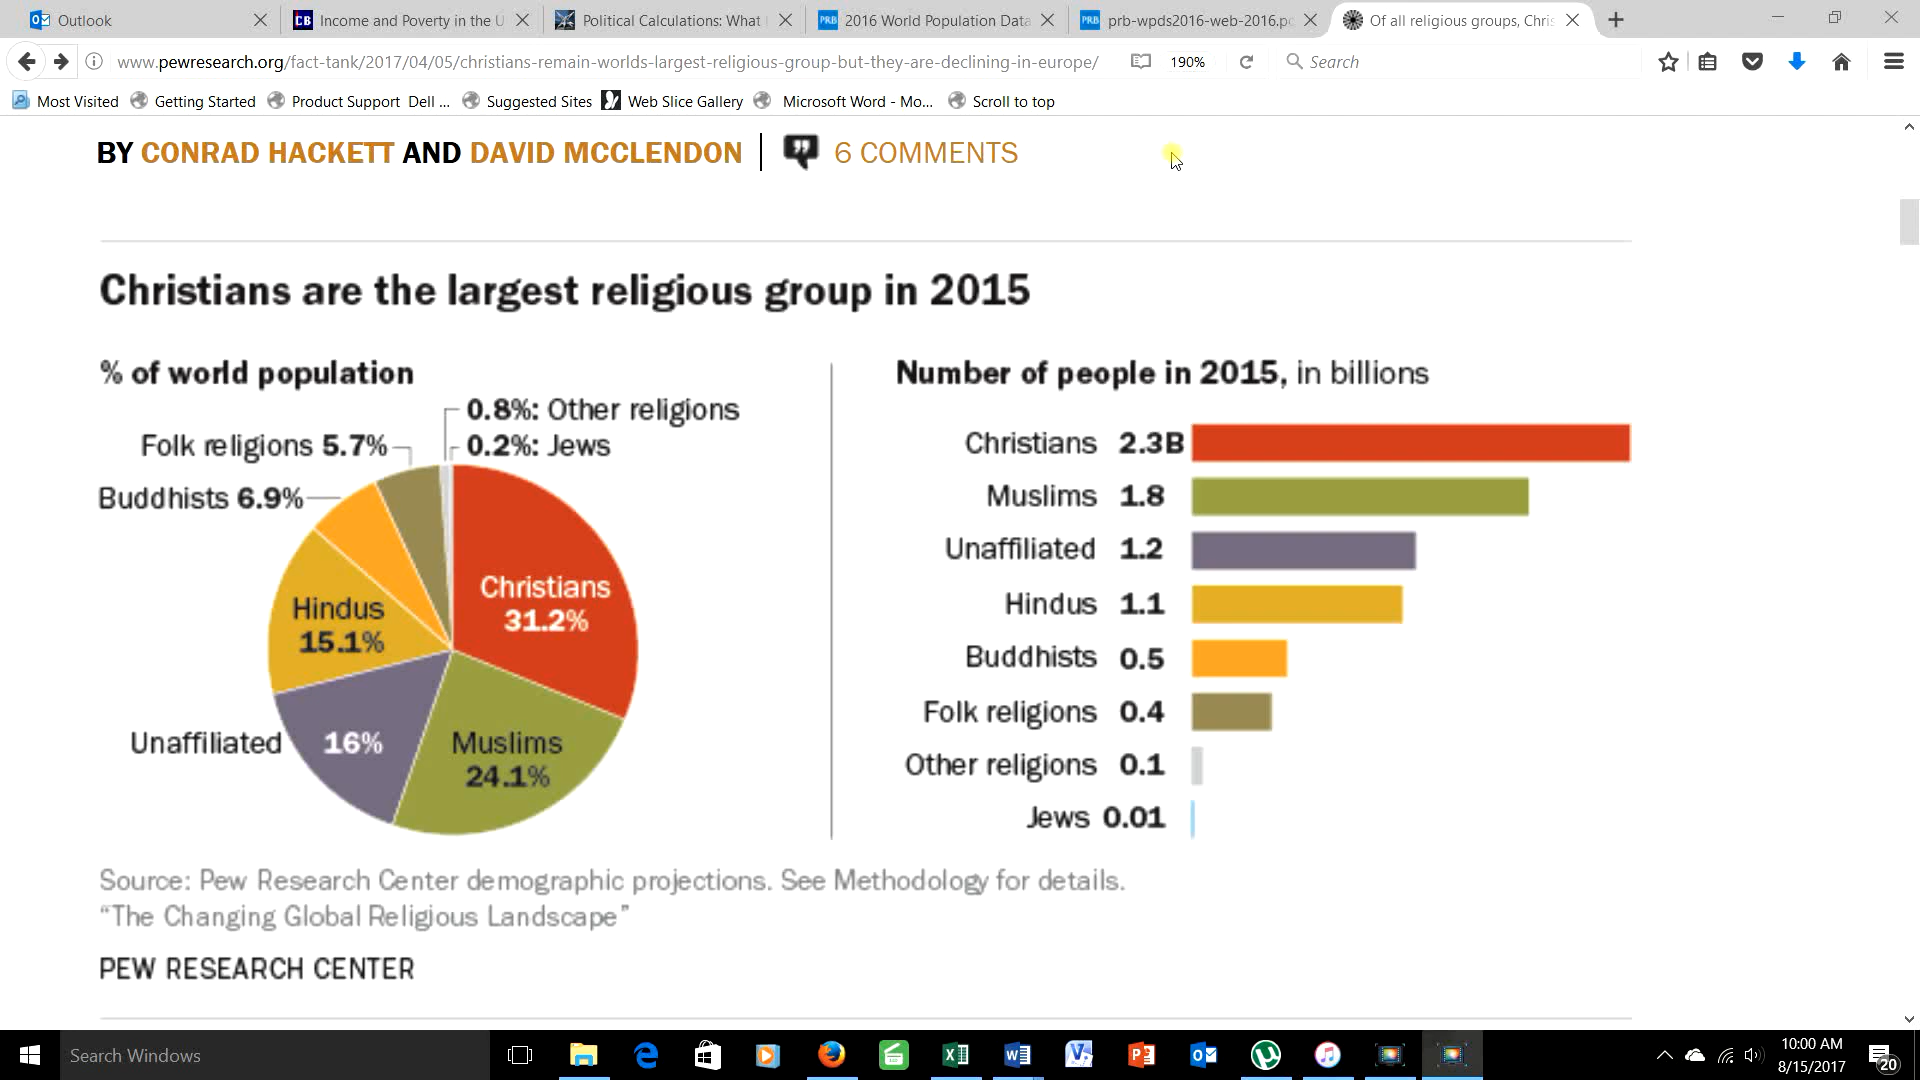 Outlook
Income and Poverty in the U
Political Calculations: What
2016 World Population Data
prb-wpds2016-web-2016.pd
Of all religious groups, Chris
www.pewresearch.org/fact-tank/2017/04/05/christians-remain-worlds-largest-religious-group-but-they-are-declining-in-europe/
190%
Search
Most Visited
Getting Started
Product Support Dell ...
Suggested Sites
Web Slice Gallery
Microsoft Word - Mo...
Scroll to top
BY CONRAD HACKETT AND DAVID MCCLENDON
6 COMMENTS
Christians are the largest religious group in 2015
% of world population
0.8%: Other religions
0.2%: Jews
Folk religions 5.7%
Buddhists 6.9%
Hindus
15.1%
Christians
31.2%
Unaffiliated 16%
Muslims
24.1%
Number of people in 2015, in billions
Christians 2.3B
Muslims 1.8
Unaffiliated 1.2
Hindus 1.1
Buddhists 0.5
Folk religions 0.4
Other religions 0.1
Jews 0.01
Source: Pew Research Center demographic projections. See Methodology for details.
“The Changing Global Religious Landscape”
PEW RESEARCH CENTER
Search Windows
10:00 AM
8/15/2017
20